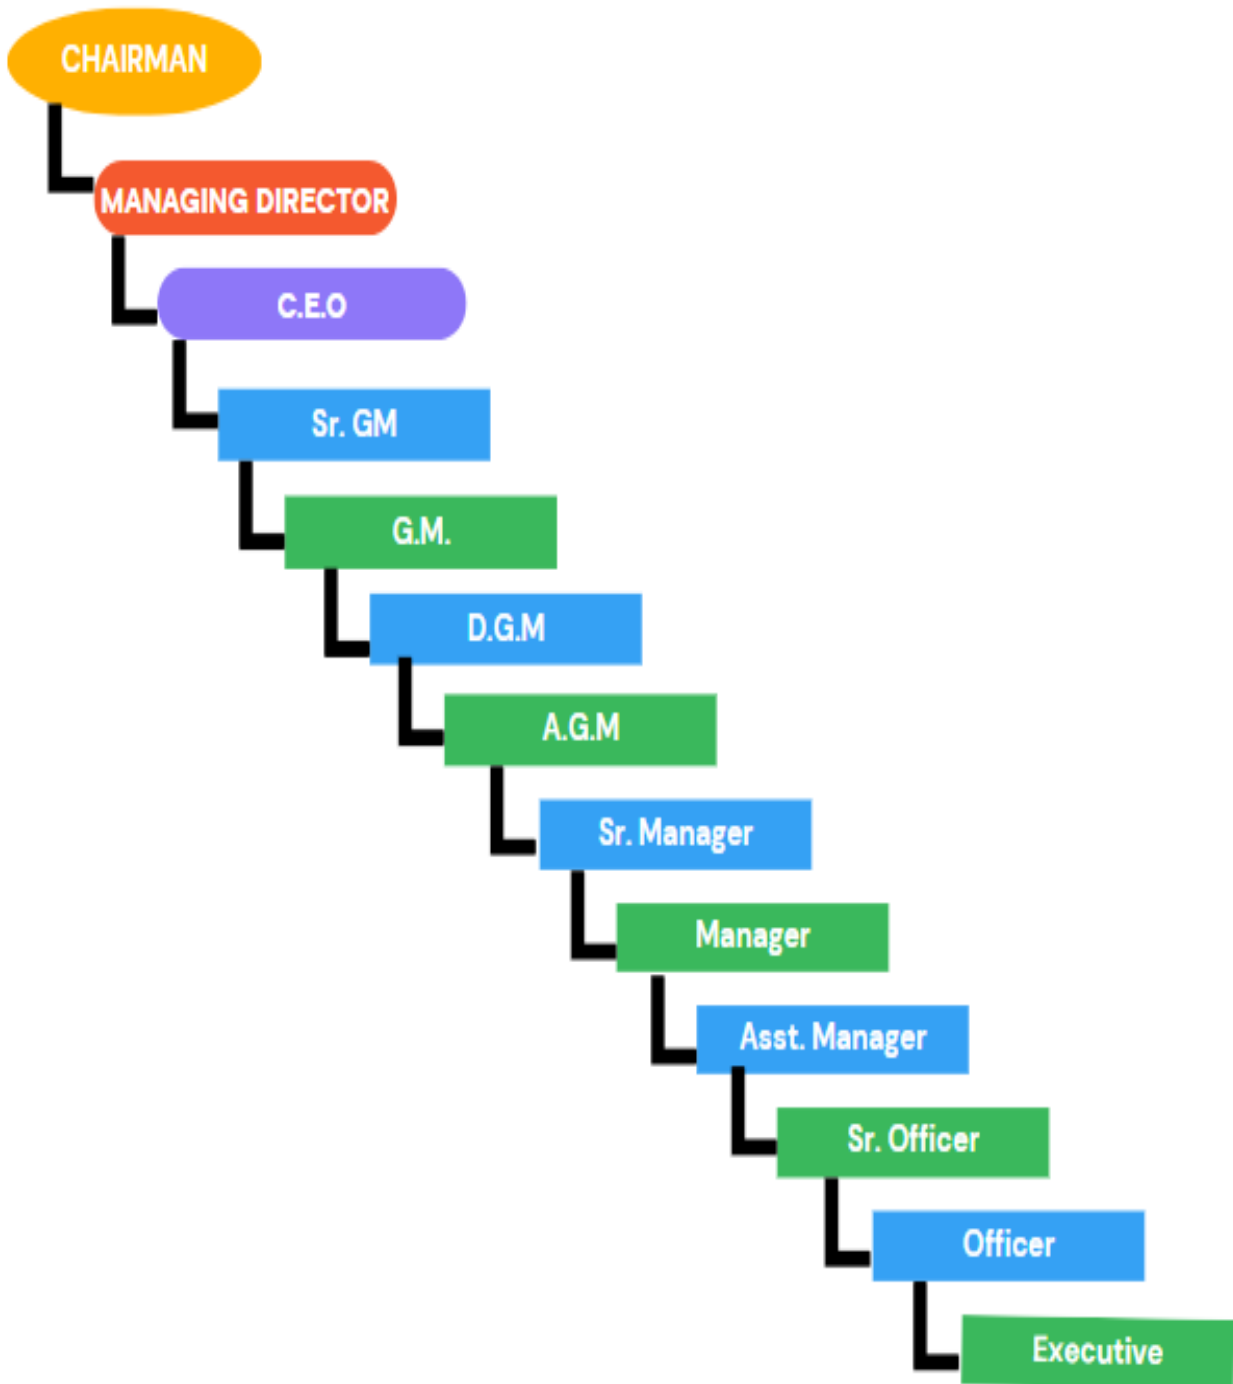 CHAIRMAN
MANAGING DIRECTOR
C.E.O
Sr. GM
G.M.
D.G.M
A.G.M
Sr. Manager
Manager
Asst. Manager
Sr. Officer
Officer
Executive